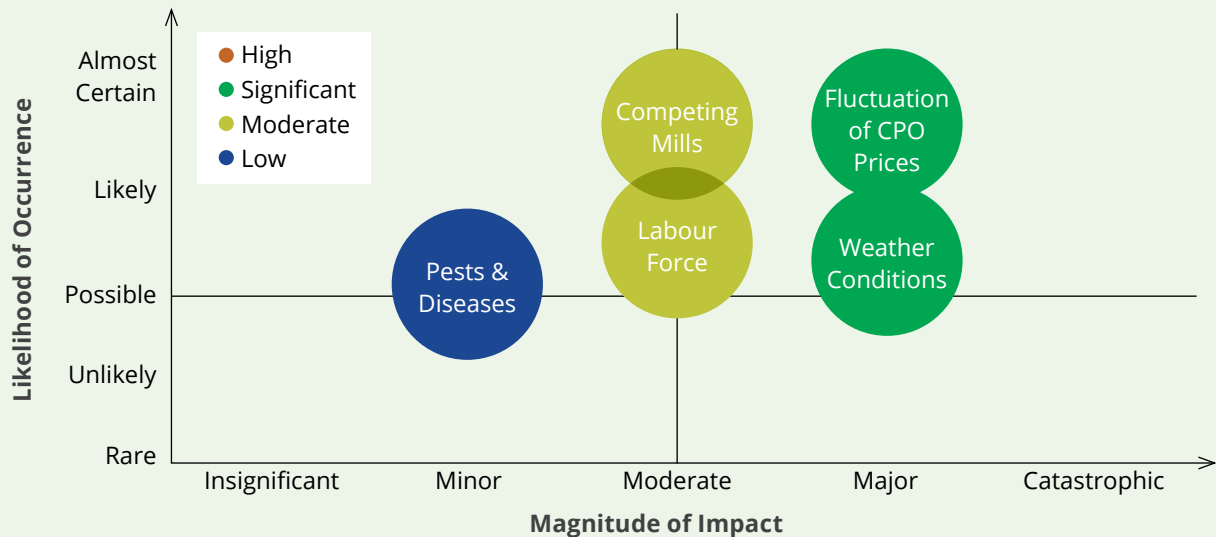 Likelihood of Occurrence
Almost
Certain
Likely
Possible
Unlikely
Rare
High
Significant
Moderate
Low
Competing
Mills
Fluctuation
of CPO
Prices
Labour
Force
Weather
Conditions
Pests &
Diseases
Insignificant
Minor
Moderate
Major
Catastrophic
Magnitude of Impact